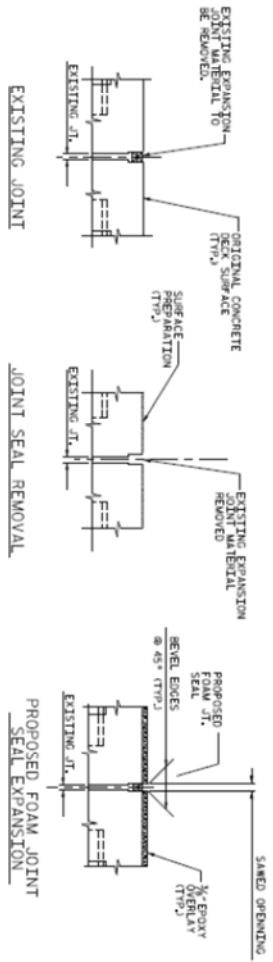 EXISTING EXPANSION
JOINT MATERIAL TO
BE REMOVED.
ORIGINAL CONCRETE
DECK SURFACE
(TYP.)
EXISTING JT.
EXISTING JOINT
SURFACE
PREPARATION
(TYP.)
EXISTING EXPANSION
JOINT MATERIAL
REMOVED
EXISTING JT.
JOINT SEAL REMOVAL
SAWED OPENNING
PROPOSED
FOAM JT.
SEAL
BEVEL EDGES
@ 45° (TYP.)
⅜" EPOXY
OVERLAY
(TYP.)
EXISTING JT.
PROPOSED FOAM JOINT
SEAL EXPANSION